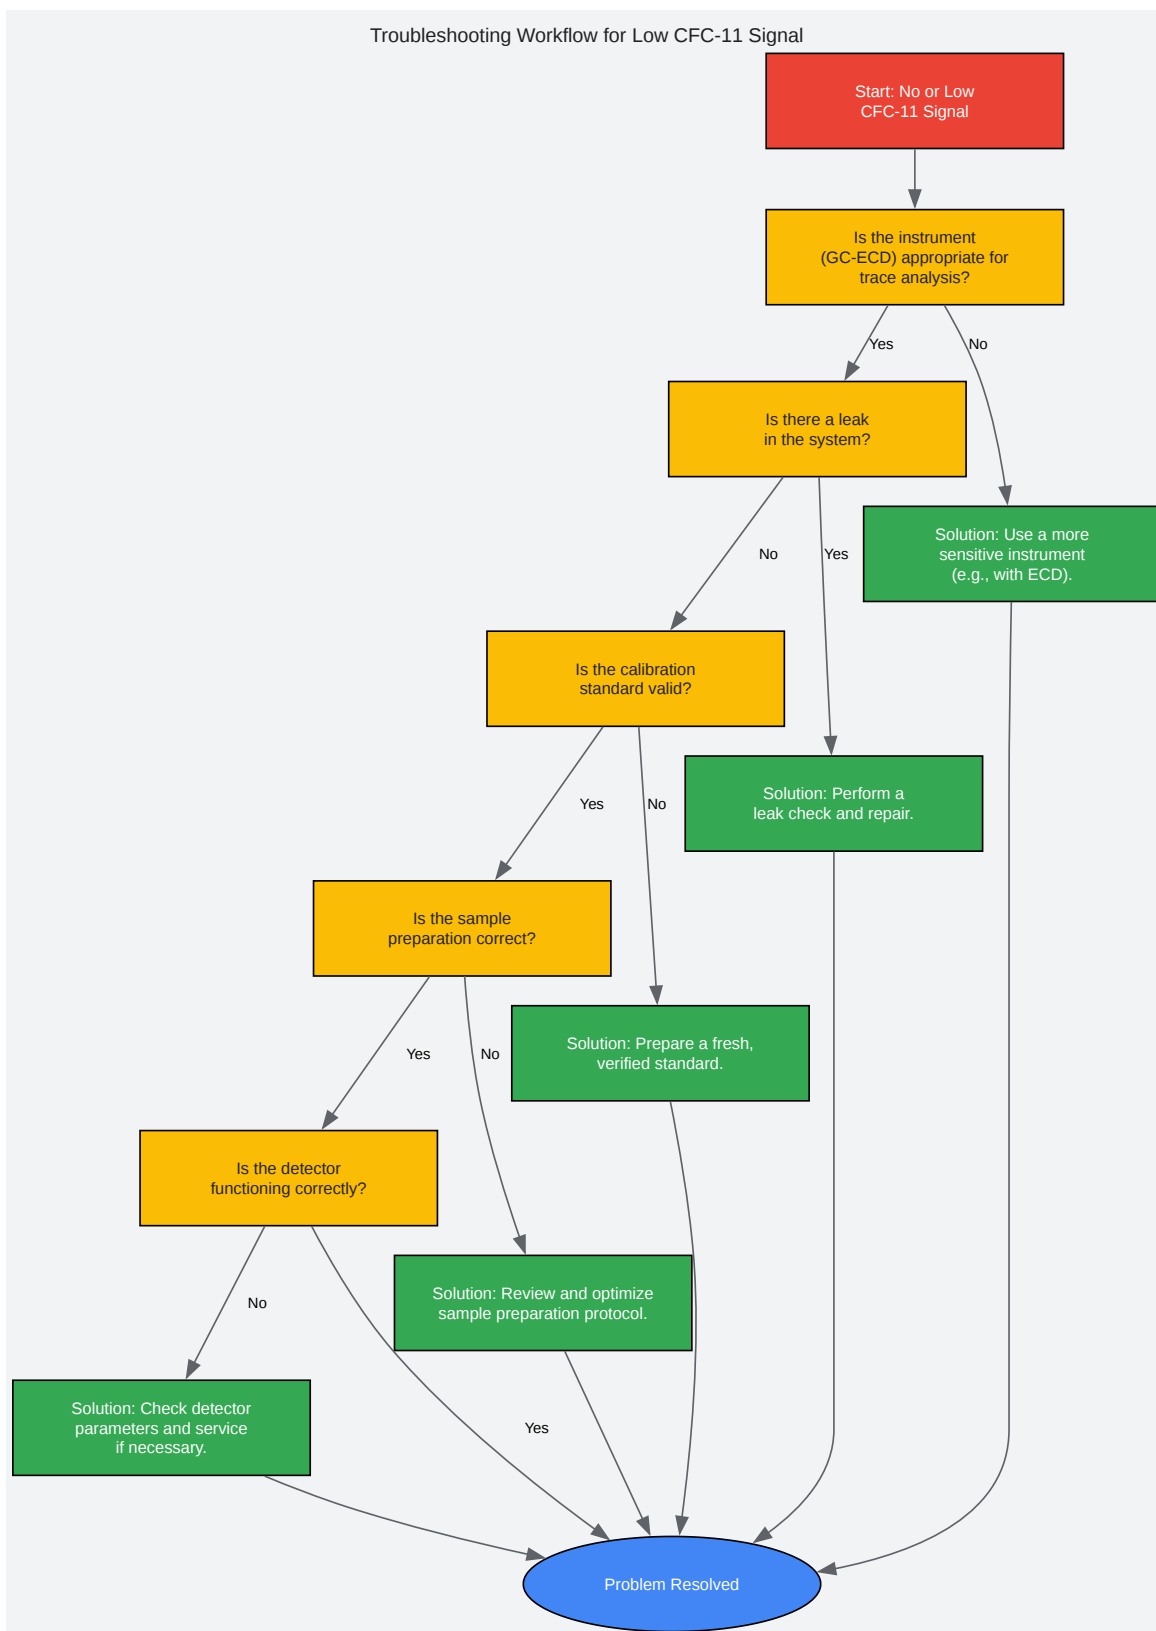 Troubleshooting Workflow for Low CFC-11 Signal
Start: No or Low
CFC-11 Signal
Is the instrument
(GC-ECD) appropriate for
trace analysis?
Yes
No
Is there a leak
in the system?
Solution: Use a more
sensitive instrument
(e.g., with ECD).
No
Yes
Is the calibration
standard valid?
Solution: Perform a
leak check and repair.
Yes
No
Is the sample
preparation correct?
Solution: Prepare a fresh,
verified standard.
Yes
No
Is the detector
functioning correctly?
Solution: Review and optimize
sample preparation protocol.
No
Yes
Solution: Check detector
parameters and service
if necessary.
Problem Resolved